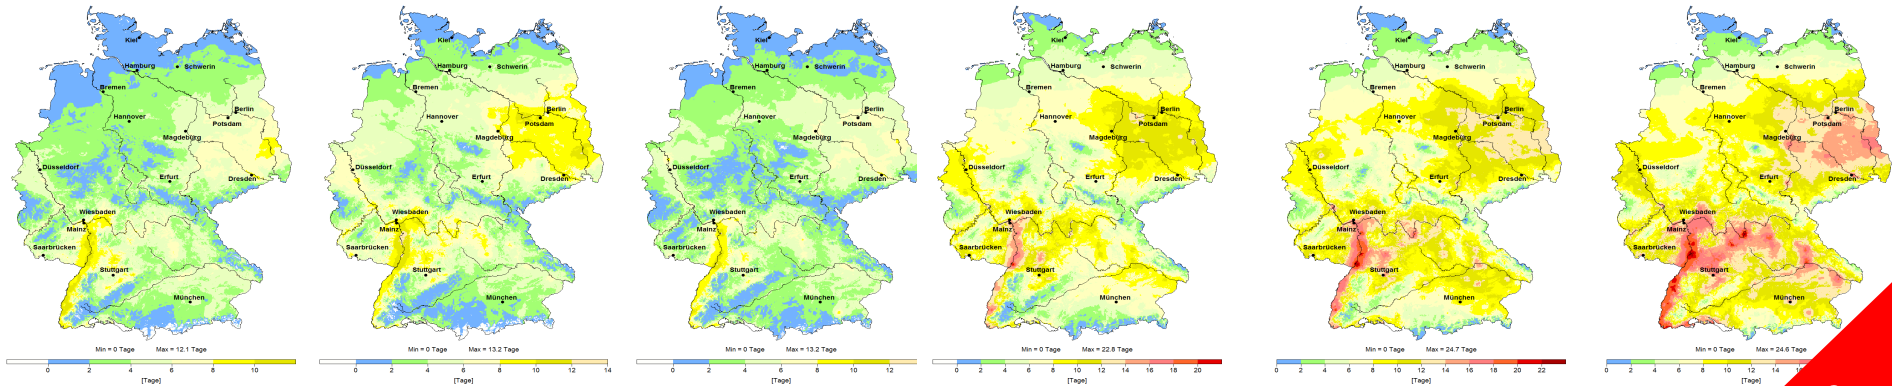 Kiel
Hamburg
Schwerin
Bremen
Berlin
Hannover
Potsdam
Magdeburg
Düsseldorf
Erfurt
Dresden
Wiesbaden
Mainz
Saarbrücken
Stuttgart
München
Min = 0 Tage Max = 12.1 Tage
0 2 4 6 8 10
[Tage]
Kiel
Hamburg
Schwerin
Bremen
Berlin
Hannover
Potsdam
Magdeburg
Düsseldorf
Erfurt
Dresden
Wiesbaden
Mainz
Saarbrücken
Stuttgart
München
Min = 0 Tage Max = 13.2 Tage
0 2 4 6 8 10 12 14
[Tage]
Kiel
Hamburg
Schwerin
Bremen
Berlin
Hannover
Potsdam
Magdeburg
Düsseldorf
Erfurt
Dresden
Wiesbaden
Mainz
Saarbrücken
Stuttgart
München
Min = 0 Tage Max = 13.2 Tage
0 2 4 6 8 10 12
[Tage]
Kiel
Hamburg
Schwerin
Bremen
Berlin
Hannover
Potsdam
Magdeburg
Düsseldorf
Erfurt
Dresden
Wiesbaden
Mainz
Saarbrücken
Stuttgart
München
Min = 0 Tage Max = 22.8 Tage
0 2 4 6 8 10 12 14 16 18 20
[Tage]
Kiel
Hamburg
Schwerin
Bremen
Berlin
Hannover
Potsdam
Magdeburg
Düsseldorf
Erfurt
Dresden
Wiesbaden
Mainz
Saarbrücken
Stuttgart
München
Min = 0 Tage Max = 24.7 Tage
0 2 4 6 8 10 12 14 16 18 20 22
[Tage]
Kiel
Hamburg
Schwerin
Bremen
Berlin
Hannover
Potsdam
Magdeburg
Düsseldorf
Erfurt
Dresden
Wiesbaden
Mainz
Saarbrücken
Stuttgart
München
Min = 0 Tage Max = 24.6 Tage
0 2 4 6 8 10 12 14
[Tage]